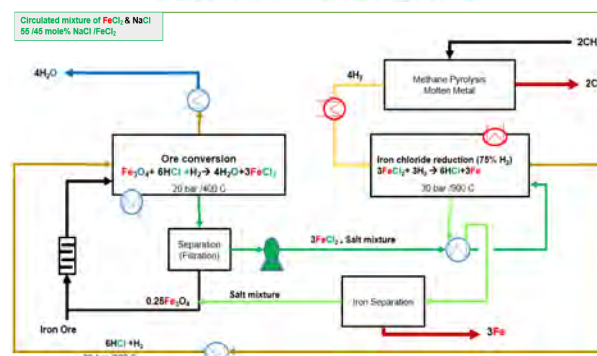 Circulated mixture of FeCl₂ & NaCl
55 /45 mole% NaCl /FeCl₂
4H₂O
4H₂
2CH
Methane Pyrolysis
Molten Metal
2C
Ore conversion
Fe₃O₄+ 6HCl +H₂→ 4H₂O+3FeCl₂
20 bar /400 C
Iron chloride reduction (75% H₂)
3FeCl₂+ 3H₂ → 6HCl+3Fe
30 bar /900 C
Separation
(Filtration)
3FeCl₂ , Salt mixture
0.25Fe₃O₄
Salt mixture
Iron Separation
Iron Ore
3Fe
6HCl +H₂